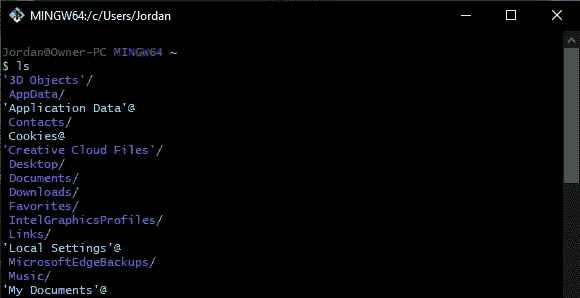 MINGW64:/c/Users/Jordan
Jordan@Owner-PC MINGW64 ~
$ ls
'3D Objects'/
 AppData/
'Application Data'@
 Contacts/
 Cookies@
'Creative Cloud Files'/
 Desktop/
 Documents/
 Downloads/
 Favorites/
 IntelGraphicsProfiles/
 Links/
'Local Settings'@
 MicrosoftEdgeBackups/
 Music/
'My Documents'@